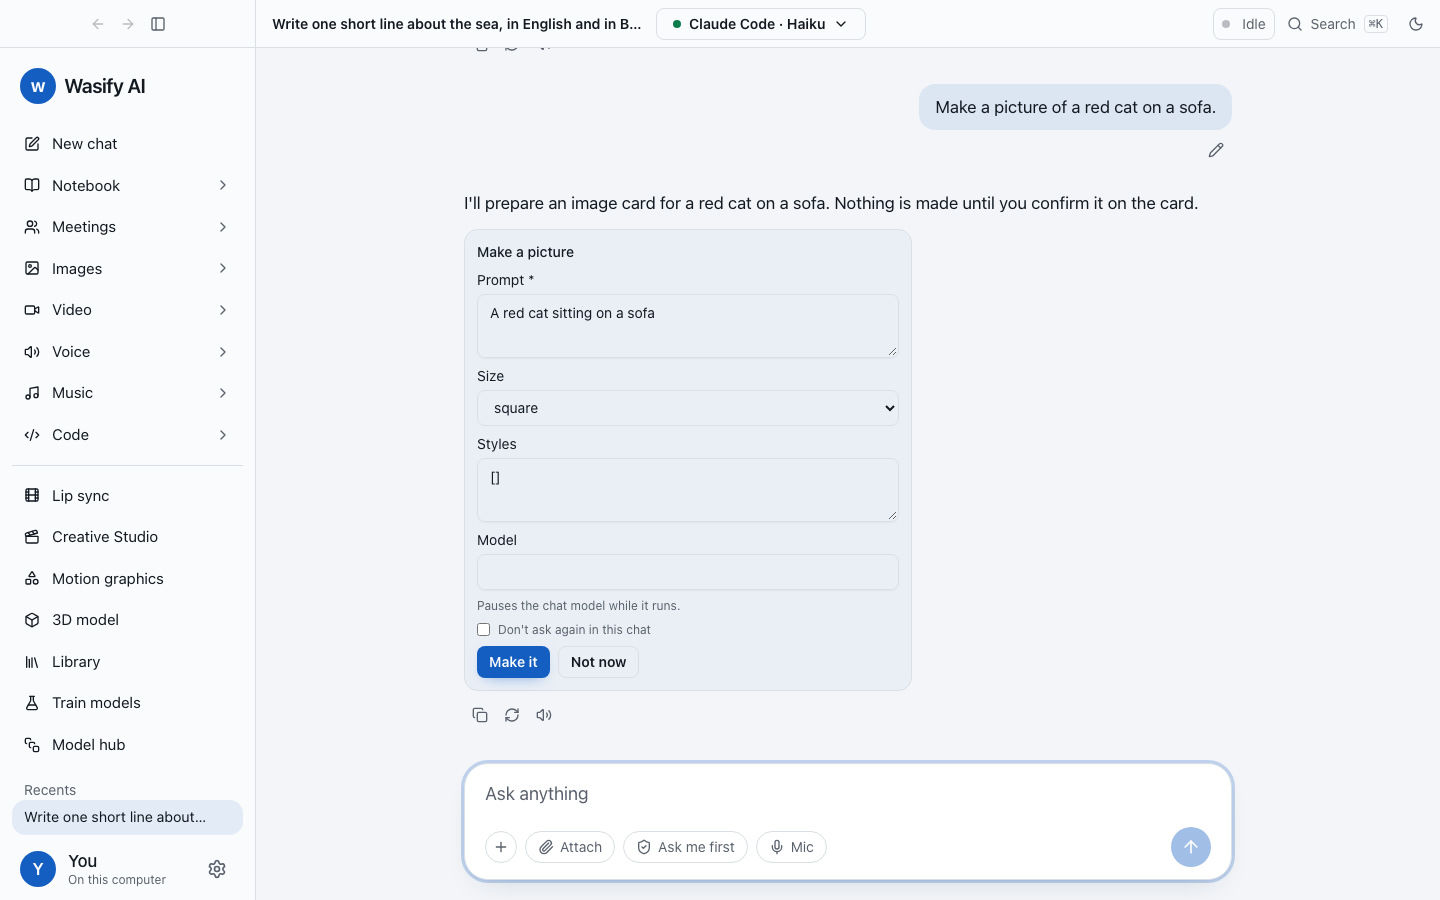 Write one short line about the sea, in English and in B...
Claude Code · Haiku
Idle
Search
⌘K
W
Wasify AI
New chat
Notebook
Meetings
Images
Video
Voice
Music
Code
Lip sync
Creative Studio
Motion graphics
3D model
Library
Train models
Model hub
Recents
Write one short line about...
Y
You
On this computer
Make a picture of a red cat on a sofa.
I'll prepare an image card for a red cat on a sofa. Nothing is made until you confirm it on the card.
Make a picture
Prompt *
A red cat sitting on a sofa
Size
square
Styles
[]
Model
Pauses the chat model while it runs.
Don't ask again in this chat
Make it
Not now
Ask anything
Attach
Ask me first
Mic